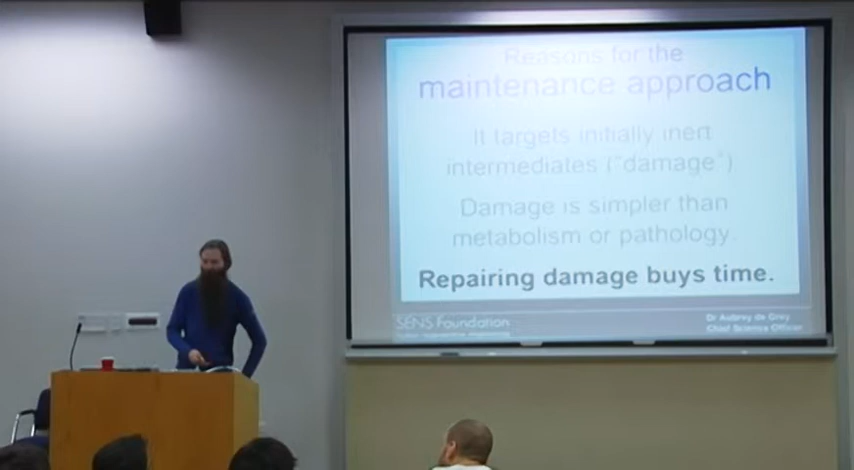 Reasons for the
maintenance approach
It targets initially inert
intermediates ("damage")
Damage is simpler than
metabolism or pathology.
Repairing damage buys time.
SENS Foundation
Dr Aubrey de Grey
Chief Science Officer